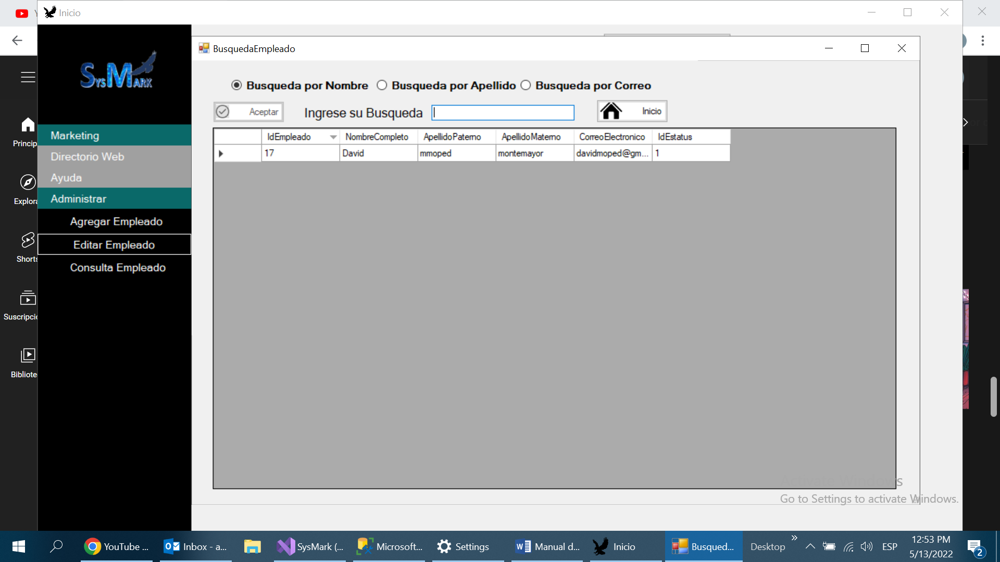 Inicio
BusquedaEmpleado
SysMark
Busqueda por Nombre Busqueda por Apellido Busqueda por Correo
Aceptar Ingrese su Busqueda Inicio
IdEmpleado NombreCompleto ApellidoPaterno ApellidoMaterno CorreoElectronico IdEstatus
17 David mmoped montemayor davidmoped@gm... 1
Marketing
Directorio Web
Ayuda
Administrar
Agregar Empleado
Editar Empleado
Consulta Empleado
Princip
Explora
Shorts
Suscripcio
Bibliote
Activate Windows
Go to Settings to activate Windows.
YouTube ... Inbox - a... SysMark (... Microsoft... Settings Manual d... Inicio Busqued... Desktop ESP 12:53 PM
5/13/2022 2